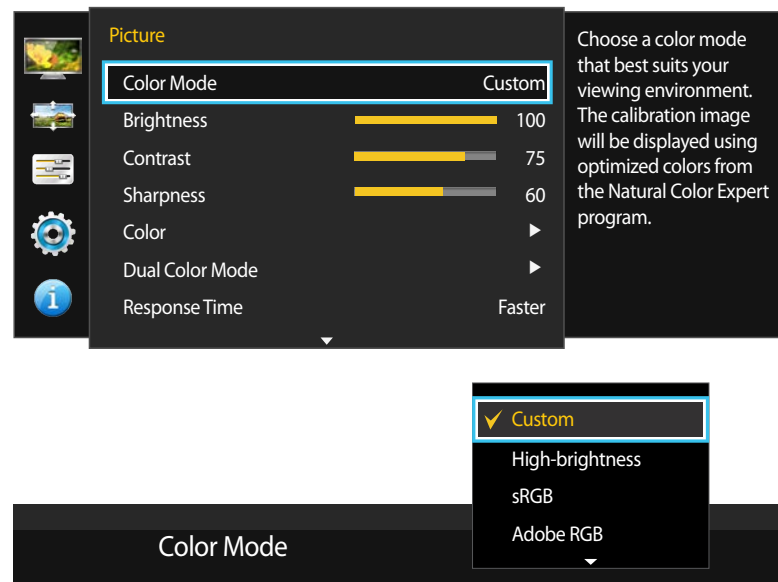 Picture
Color Mode Custom
Brightness 100
Contrast 75
Sharpness 60
Color
Dual Color Mode
Response Time Faster
Choose a color mode
that best suits your
viewing environment.
The calibration image
will be displayed using
optimized colors from
the Natural Color Expert
program.
Custom
High-brightness
sRGB
Adobe RGB
Color Mode